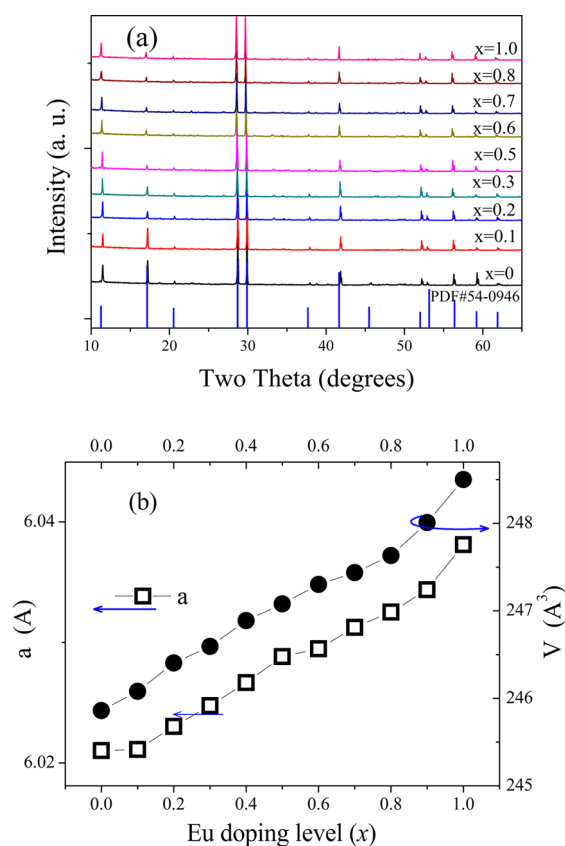 (a)
x=1.0
x=0.8
x=0.7
x=0.6
x=0.5
x=0.3
x=0.2
x=0.1
x=0
PDF#54-0946
Intensity (a. u.)
10 20 30 40 50 60
Two Theta (degrees)
0.0 0.2 0.4 0.6 0.8 1.0
(b)
6.04
6.02
a (A)
a
248
247
246
245
V (A³)
0.0 0.2 0.4 0.6 0.8 1.0
Eu doping level (x)